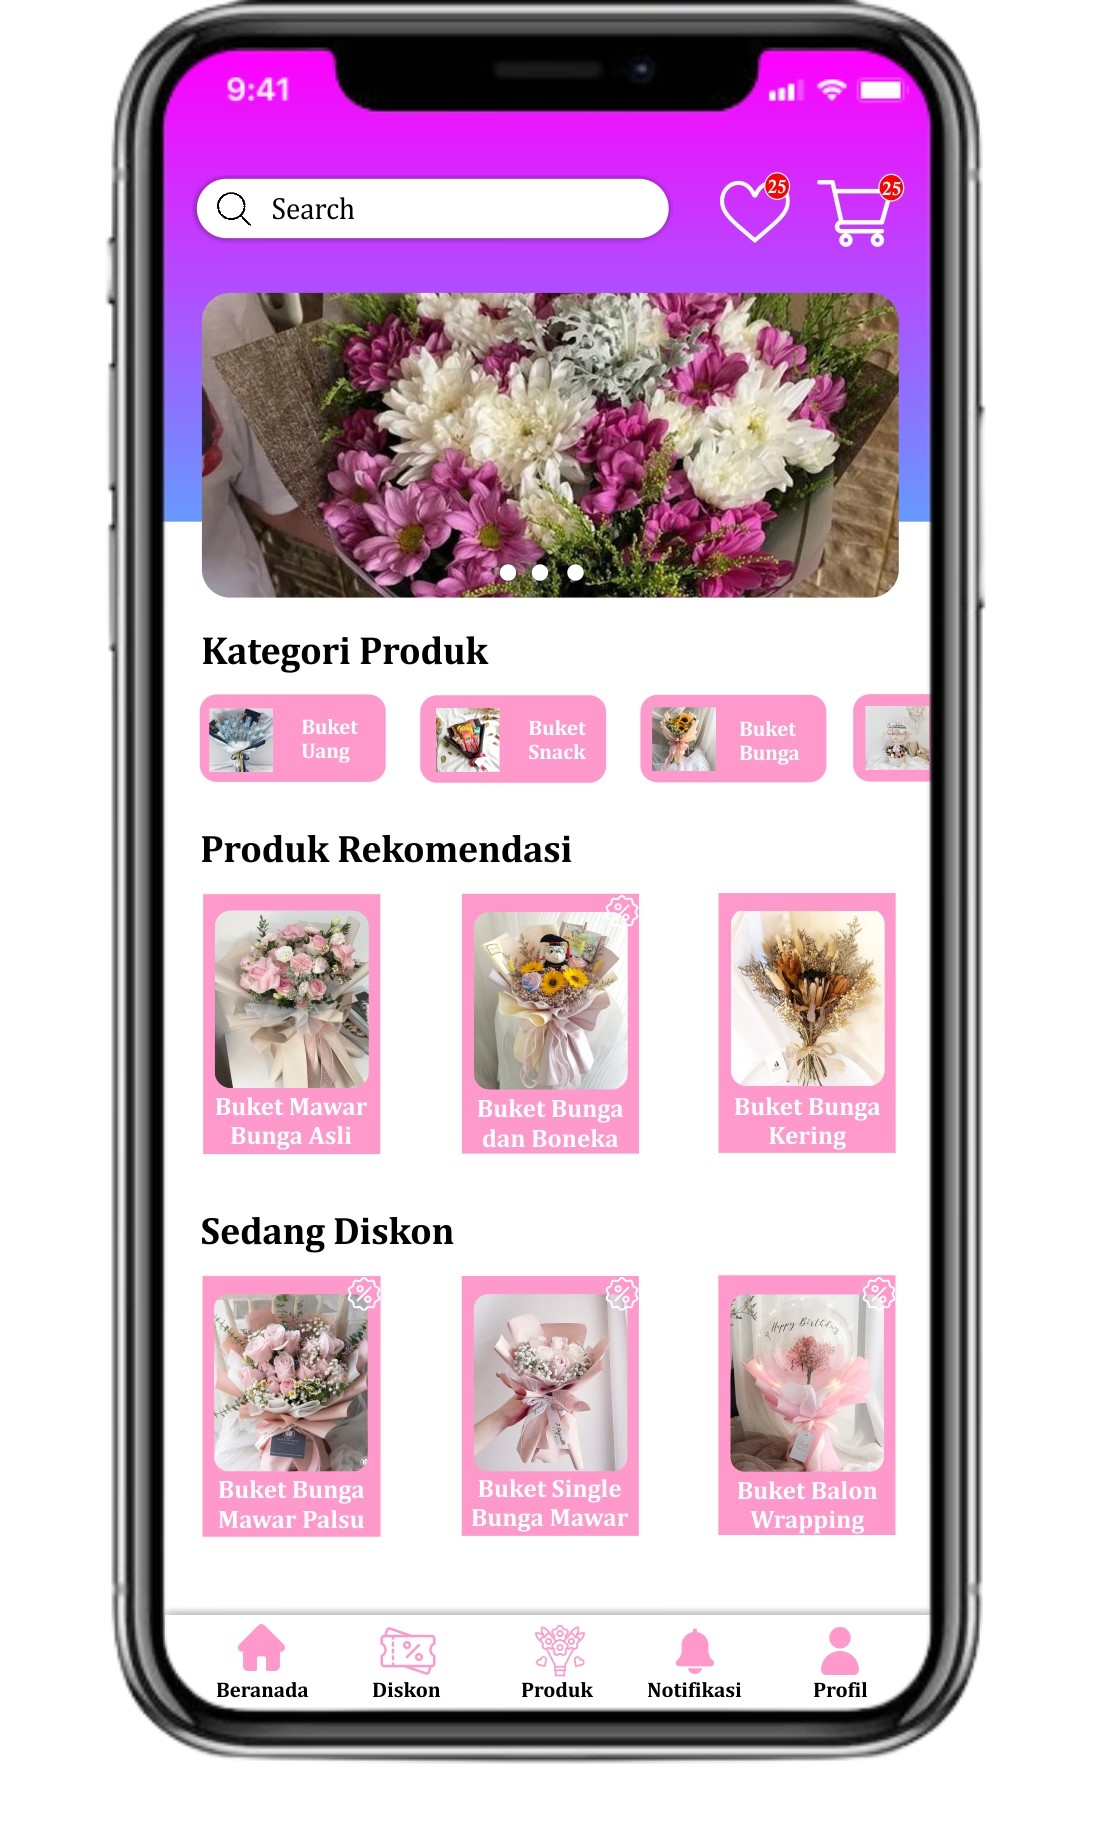 9:41
Search
25
25
Kategori Produk
Buket
Uang
Buket
Snack
Buket
Bunga
Produk Rekomendasi
Buket Mawar
Bunga Asli
Buket Bunga
dan Boneka
Buket Bunga
Kering
Sedang Diskon
Happy Birthday
Buket Bunga
Mawar Palsu
Buket Single
Bunga Mawar
Buket Balon
Wrapping
Beranada
Diskon
Produk
Notifikasi
Profil